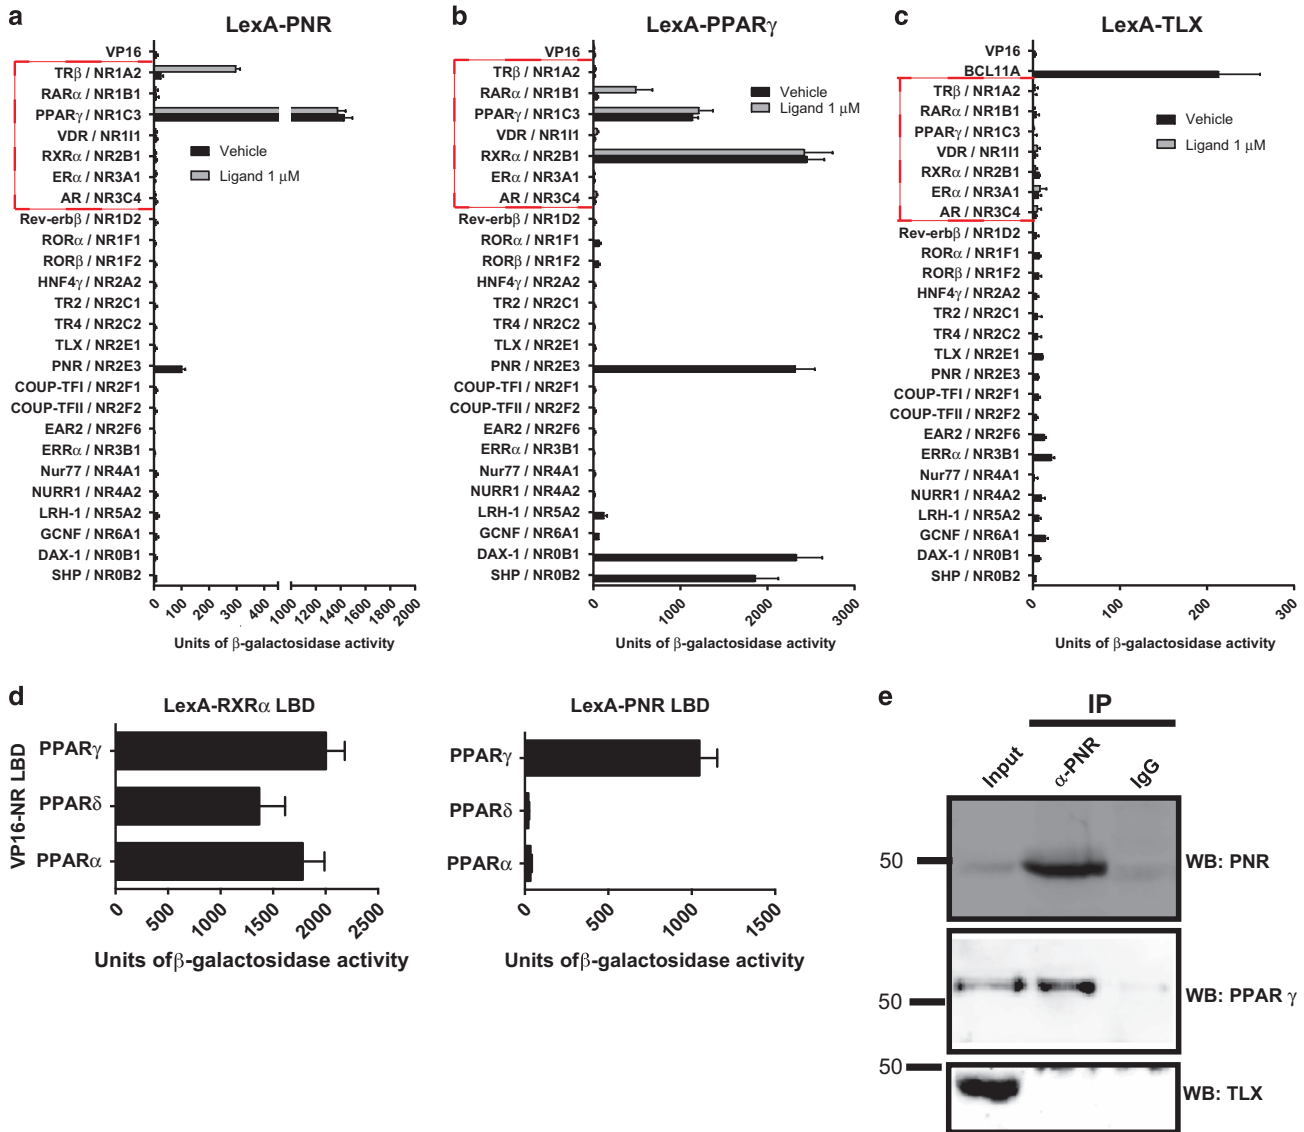 a
LexA-PNR
VP16
TRβ / NR1A2
RARα / NR1B1
PPARγ / NR1C3
VDR / NR1I1
RXRα / NR2B1
ERα / NR3A1
AR / NR3C4
Rev-erbβ / NR1D2
RORα / NR1F1
RORβ / NR1F2
HNF4γ / NR2A2
TR2 / NR2C1
TR4 / NR2C2
TLX / NR2E1
PNR / NR2E3
COUP-TFI / NR2F1
COUP-TFII / NR2F2
EAR2 / NR2F6
ERRα / NR3B1
Nur77 / NR4A1
NURR1 / NR4A2
LRH-1 / NR5A2
GCNF / NR6A1
DAX-1 / NR0B1
SHP / NR0B2
Vehicle
Ligand 1 μM
0 100 200 300 400 1000 1200 1400 1600 1800 2000
Units of β-galactosidase activity
b
LexA-PPARγ
VP16
TRβ / NR1A2
RARα / NR1B1
PPARγ / NR1C3
VDR / NR1I1
RXRα / NR2B1
ERα / NR3A1
AR / NR3C4
Rev-erbβ / NR1D2
RORα / NR1F1
RORβ / NR1F2
HNF4γ / NR2A2
TR2 / NR2C1
TR4 / NR2C2
TLX / NR2E1
PNR / NR2E3
COUP-TFI / NR2F1
COUP-TFII / NR2F2
EAR2 / NR2F6
ERRα / NR3B1
Nur77 / NR4A1
NURR1 / NR4A2
LRH-1 / NR5A2
GCNF / NR6A1
DAX-1 / NR0B1
SHP / NR0B2
Vehicle
Ligand 1 μM
0 1000 2000 3000
Units of β-galactosidase activity
c
LexA-TLX
VP16
BCL11A
TRβ / NR1A2
RARα / NR1B1
PPARγ / NR1C3
VDR / NR1I1
RXRα / NR2B1
ERα / NR3A1
AR / NR3C4
Rev-erbβ / NR1D2
RORα / NR1F1
RORβ / NR1F2
HNF4γ / NR2A2
TR2 / NR2C1
TR4 / NR2C2
TLX / NR2E1
PNR / NR2E3
COUP-TFI / NR2F1
COUP-TFII / NR2F2
EAR2 / NR2F6
ERRα / NR3B1
Nur77 / NR4A1
NURR1 / NR4A2
LRH-1 / NR5A2
GCNF / NR6A1
DAX-1 / NR0B1
SHP / NR0B2
Vehicle
Ligand 1 μM
0 100 200 300
Units of β-galactosidase activity
d
LexA-RXRα LBD
VP16-NR LBD
PPARγ
PPARδ
PPARα
0 500 1000 1500 2000 2500
Units ofβ-galactosidase activity
LexA-PNR LBD
PPARγ
PPARδ
PPARα
0 500 1000 1500
Units ofβ-galactosidase activity
e
IP
Input α-PNR IgG
50 WB: PNR
50 WB: PPAR γ
50 WB: TLX